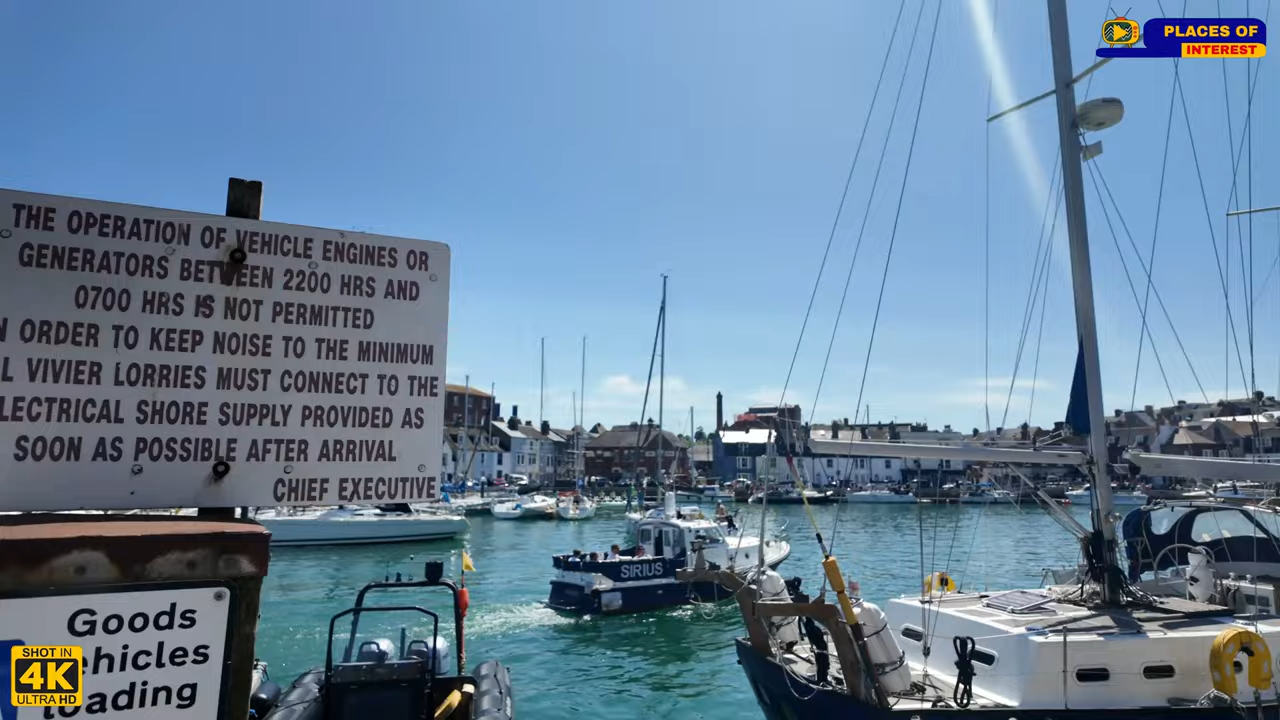 PLACES OF
INTEREST
THE OPERATION OF VEHICLE ENGINES OR
GENERATORS BETWEEN 2200 HRS AND
0700 HRS IS NOT PERMITTED
ORDER TO KEEP NOISE TO THE MINIMUM
VIVIER LORRIES MUST CONNECT TO THE
LECTRICAL SHORE SUPPLY PROVIDED AS
SOON AS POSSIBLE AFTER ARRIVAL
CHIEF EXECUTIVE
SIRIUS
Goods
ehicles
loading
SHOT IN
4K
ULTRA HD